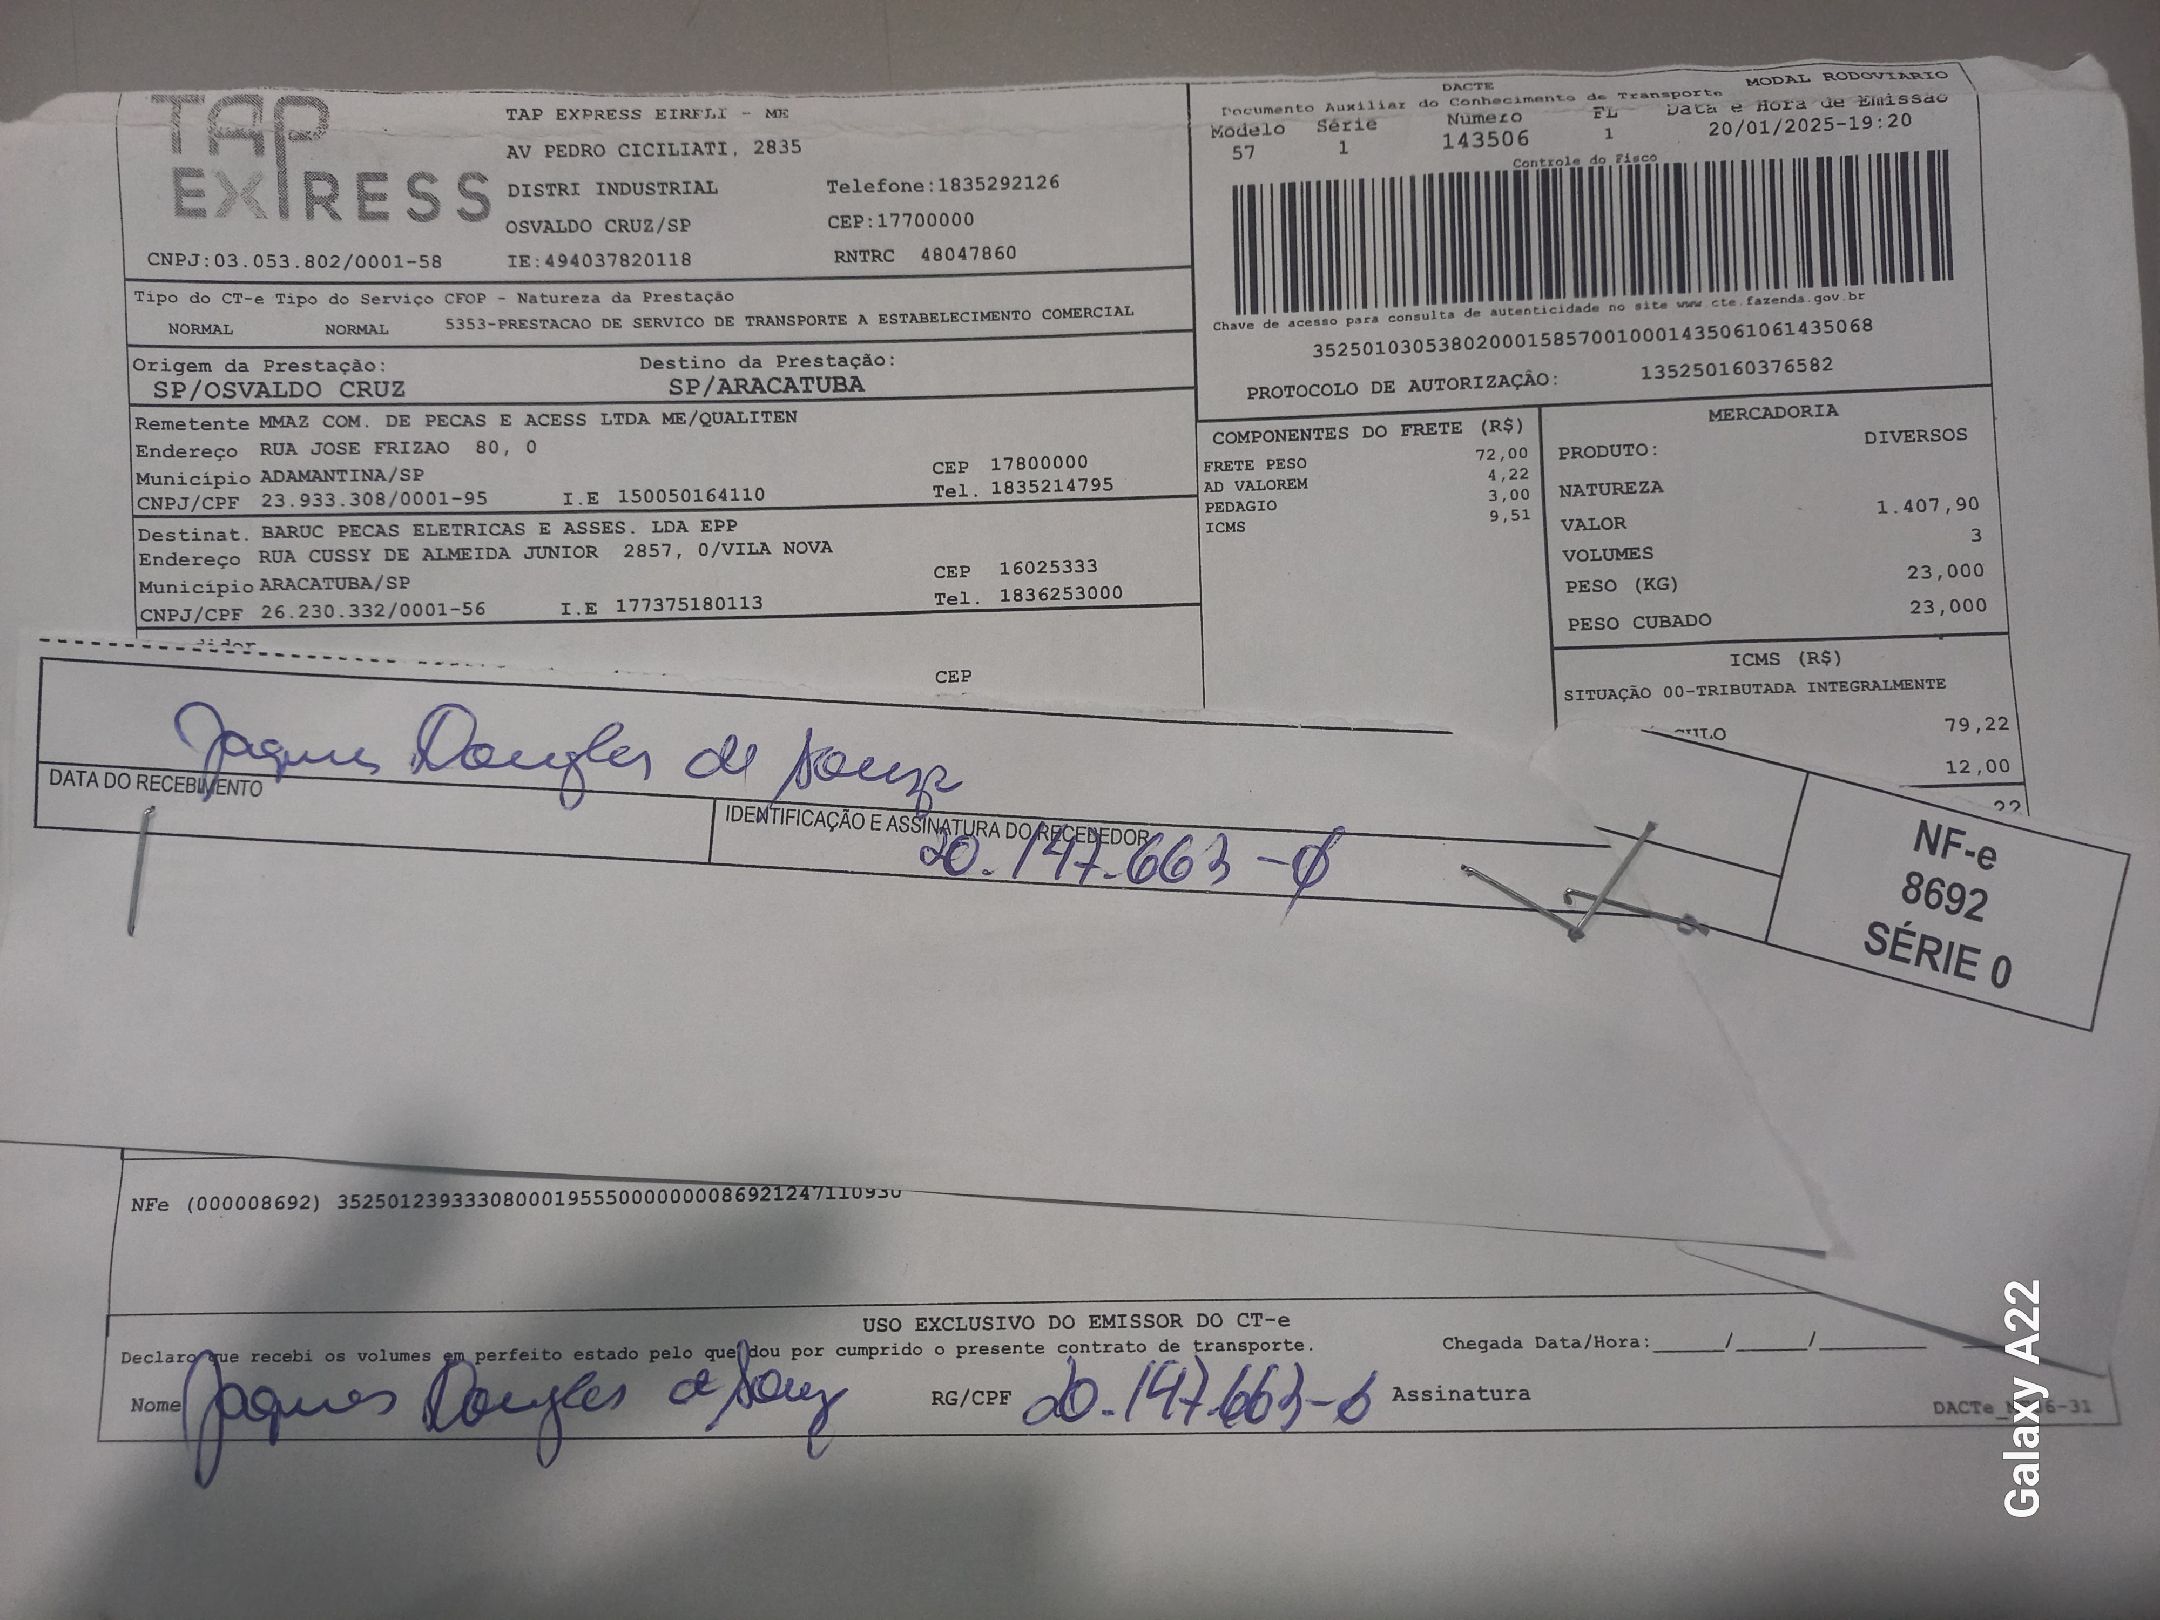 TAP EXPRESS
TAP EXPRESS EIRELI - ME
AV PEDRO CICILIATI, 2835
DISTRI INDUSTRIAL Telefone:1835292126
OSVALDO CRUZ/SP CEP:17700000
CNPJ:03.053.802/0001-58 IE:494037820118 RNTRC 48047860
DACTE MODAL RODOVIARIO
Documento Auxiliar do Conhecimento de Transporte
Modelo Série Número FL Data e Hora de Emissão
57 1 143506 1 20/01/2025-19:20
Controle do Fisco
Chave de acesso para consulta de autenticidade no site www.cte.fazenda.gov.br
35250103053802000158570010001435061061435068
PROTOCOLO DE AUTORIZAÇÃO: 135250160376582
Tipo do CT-e Tipo do Serviço CFOP - Natureza da Prestação
NORMAL NORMAL 5353-PRESTACAO DE SERVICO DE TRANSPORTE A ESTABELECIMENTO COMERCIAL
Origem da Prestação: Destino da Prestação:
SP/OSVALDO CRUZ SP/ARACATUBA
Remetente MMAZ COM. DE PECAS E ACESS LTDA ME/QUALITEN
Endereço RUA JOSE FRIZAO 80, 0
Município ADAMANTINA/SP CEP 17800000
CNPJ/CPF 23.933.308/0001-95 I.E 150050164110 Tel. 1835214795
Destinat. BARUC PECAS ELETRICAS E ASSES. LDA EPP
Endereço RUA CUSSY DE ALMEIDA JUNIOR 2857, 0/VILA NOVA
Município ARACATUBA/SP CEP 16025333
CNPJ/CPF 26.230.332/0001-56 I.E 177375180113 Tel. 1836253000
CEP
COMPONENTES DO FRETE (R$)
FRETE PESO 72,00
AD VALOREM 4,22
PEDAGIO 3,00
ICMS 9,51
MERCADORIA
PRODUTO: DIVERSOS
NATUREZA
VALOR 1.407,90
VOLUMES 3
PESO (KG) 23,000
PESO CUBADO 23,000
ICMS (R$)
SITUAÇÃO 00-TRIBUTADA INTEGRALMENTE
79,22
12,00
Jaques Douglas de Souza
DATA DO RECEBIMENTO
IDENTIFICAÇÃO E ASSINATURA DO RECEBEDOR
20.147.663-6
NF-e
8692
SÉRIE 0
NFe (000008692) 35250123933308000195550000000086921247110930
USO EXCLUSIVO DO EMISSOR DO CT-e
Declaro que recebi os volumes em perfeito estado pelo que dou por cumprido o presente contrato de transporte. Chegada Data/Hora:_____/_____/_______
Nome Jaques Douglas de Souz RG/CPF 20.147.663-6 Assinatura
Galaxy A22